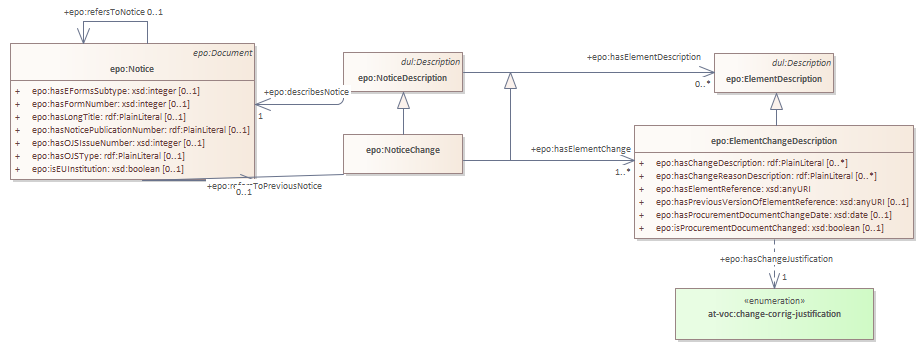 +epo:refersToNotice 0..1
epo:Document
epo:Notice
+ epo:hasEFormsSubtype: xsd:integer [0..1]
+ epo:hasFormNumber: xsd:integer [0..1]
+ epo:hasLongTitle: rdf:PlainLiteral [0..1]
+ epo:hasNoticePublicationNumber: rdf:PlainLiteral [0..1]
+ epo:hasOJSIssueNumber: xsd:integer [0..1]
+ epo:hasOJSType: rdf:PlainLiteral [0..1]
+ epo:isEUInstitution: xsd:boolean [0..1]
+epo:describesNotice
1
dul:Description
epo:NoticeDescription
epo:NoticeChange
+epo:refersToPreviousNotice
0..1
+epo:hasElementDescription
0..*
+epo:hasElementChange
1..*
dul:Description
epo:ElementDescription
epo:ElementChangeDescription
+ epo:hasChangeDescription: rdf:PlainLiteral [0..*]
+ epo:hasChangeReasonDescription: rdf:PlainLiteral [0..*]
+ epo:hasElementReference: xsd:anyURI
+ epo:hasPreviousVersionOfElementReference: xsd:anyURI [0..1]
+ epo:hasProcurementDocumentChangeDate: xsd:date [0..1]
+ epo:isProcurementDocumentChanged: xsd:boolean [0..1]
+epo:hasChangeJustification
1
«enumeration»
at-voc:change-corrig-justification